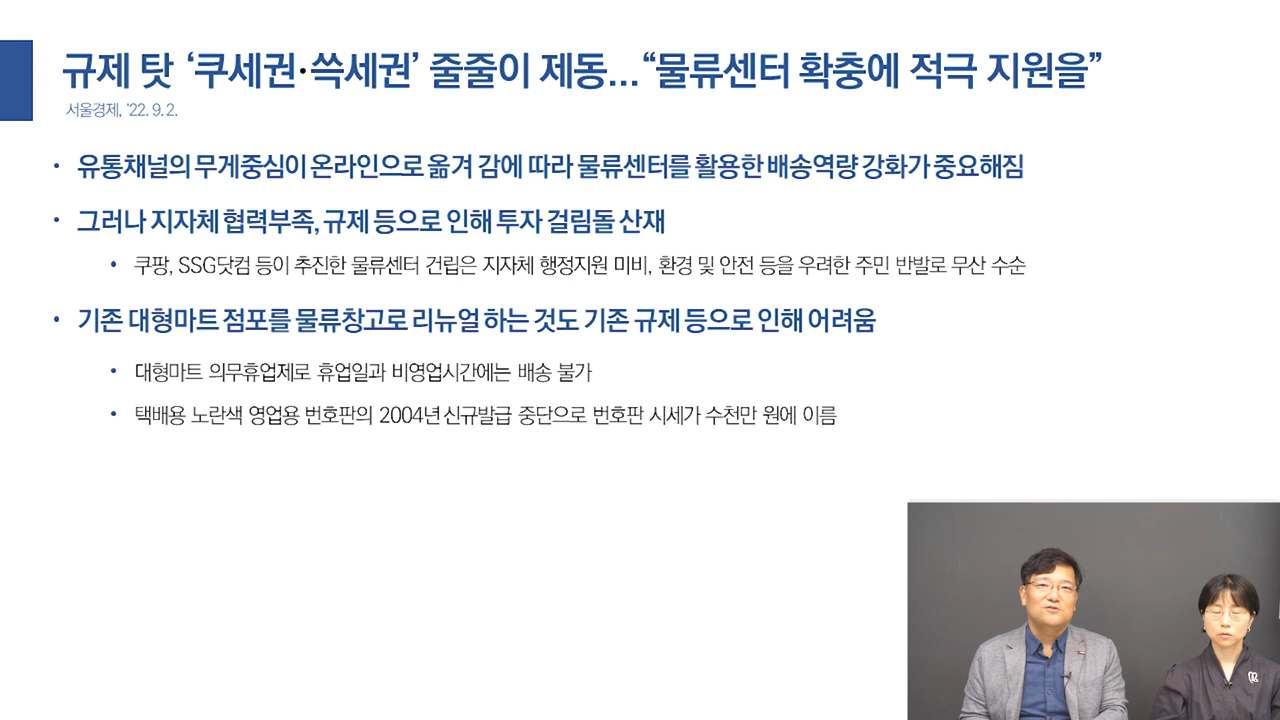 규제 탓 ‘쿠세권·쓱세권’ 줄줄이 제동...“물류센터 확충에 적극 지원을”
서울경제, ’22. 9. 2.
• 유통채널의 무게중심이 온라인으로 옮겨 감에 따라 물류센터를 활용한 배송역량 강화가 중요해짐
• 그러나 지자체 협력부족, 규제 등으로 인해 투자 걸림돌 산재
• 쿠팡, SSG닷컴 등이 추진한 물류센터 건립은 지자체 행정지원 미비, 환경 및 안전 등을 우려한 주민 반발로 무산 수순
• 기존 대형마트 점포를 물류창고로 리뉴얼 하는 것도 기존 규제 등으로 인해 어려움
• 대형마트 의무휴업제로 휴업일과 비영업시간에는 배송 불가
• 택배용 노란색 영업용 번호판의 2004년 신규발급 중단으로 번호판 시세가 수천만 원에 이름